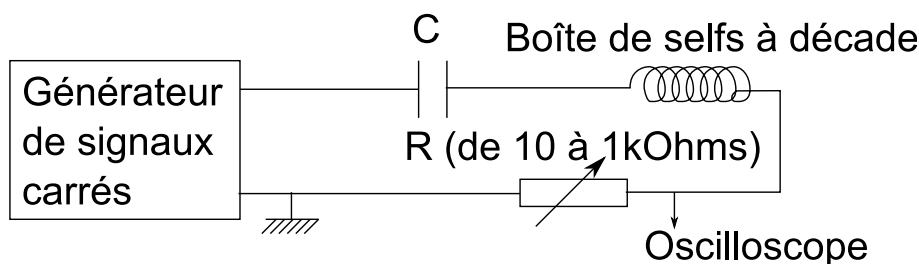 C
Boîte de selfs à décade
Générateur
de signaux
carrés
R (de 10 à 1kOhms)
Oscilloscope